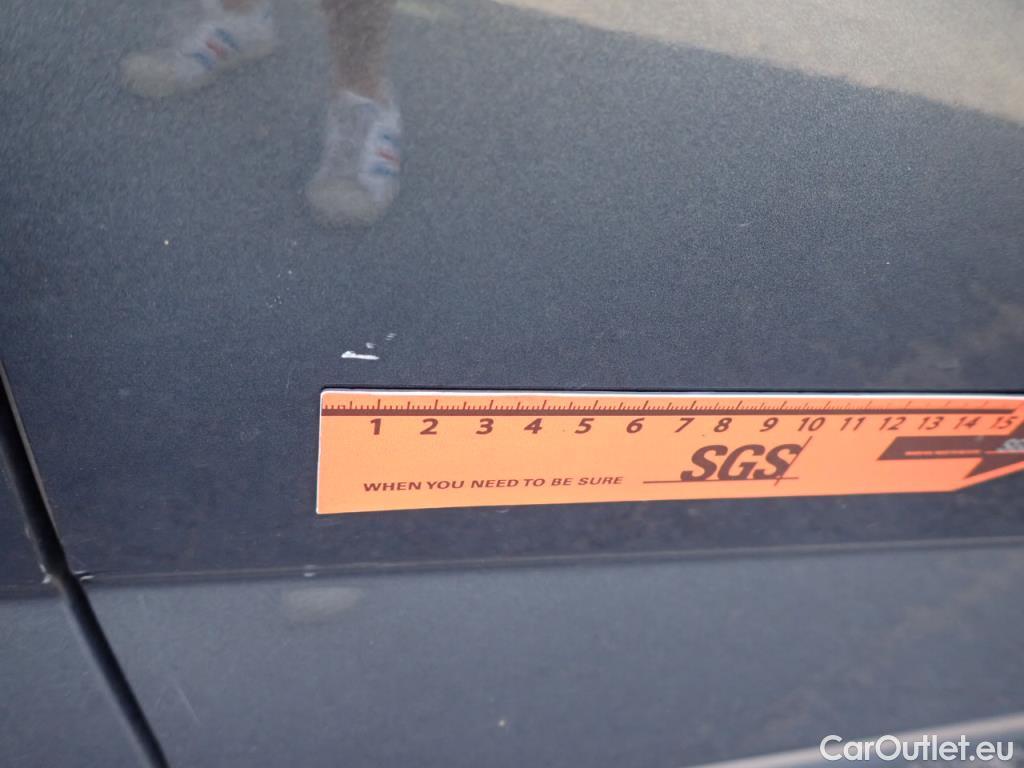 1 2 3 4 5 6 7 8 9 10 11 12 13 14 15
SGS
WHEN YOU NEED TO BE SURE
CarOutlet.eu